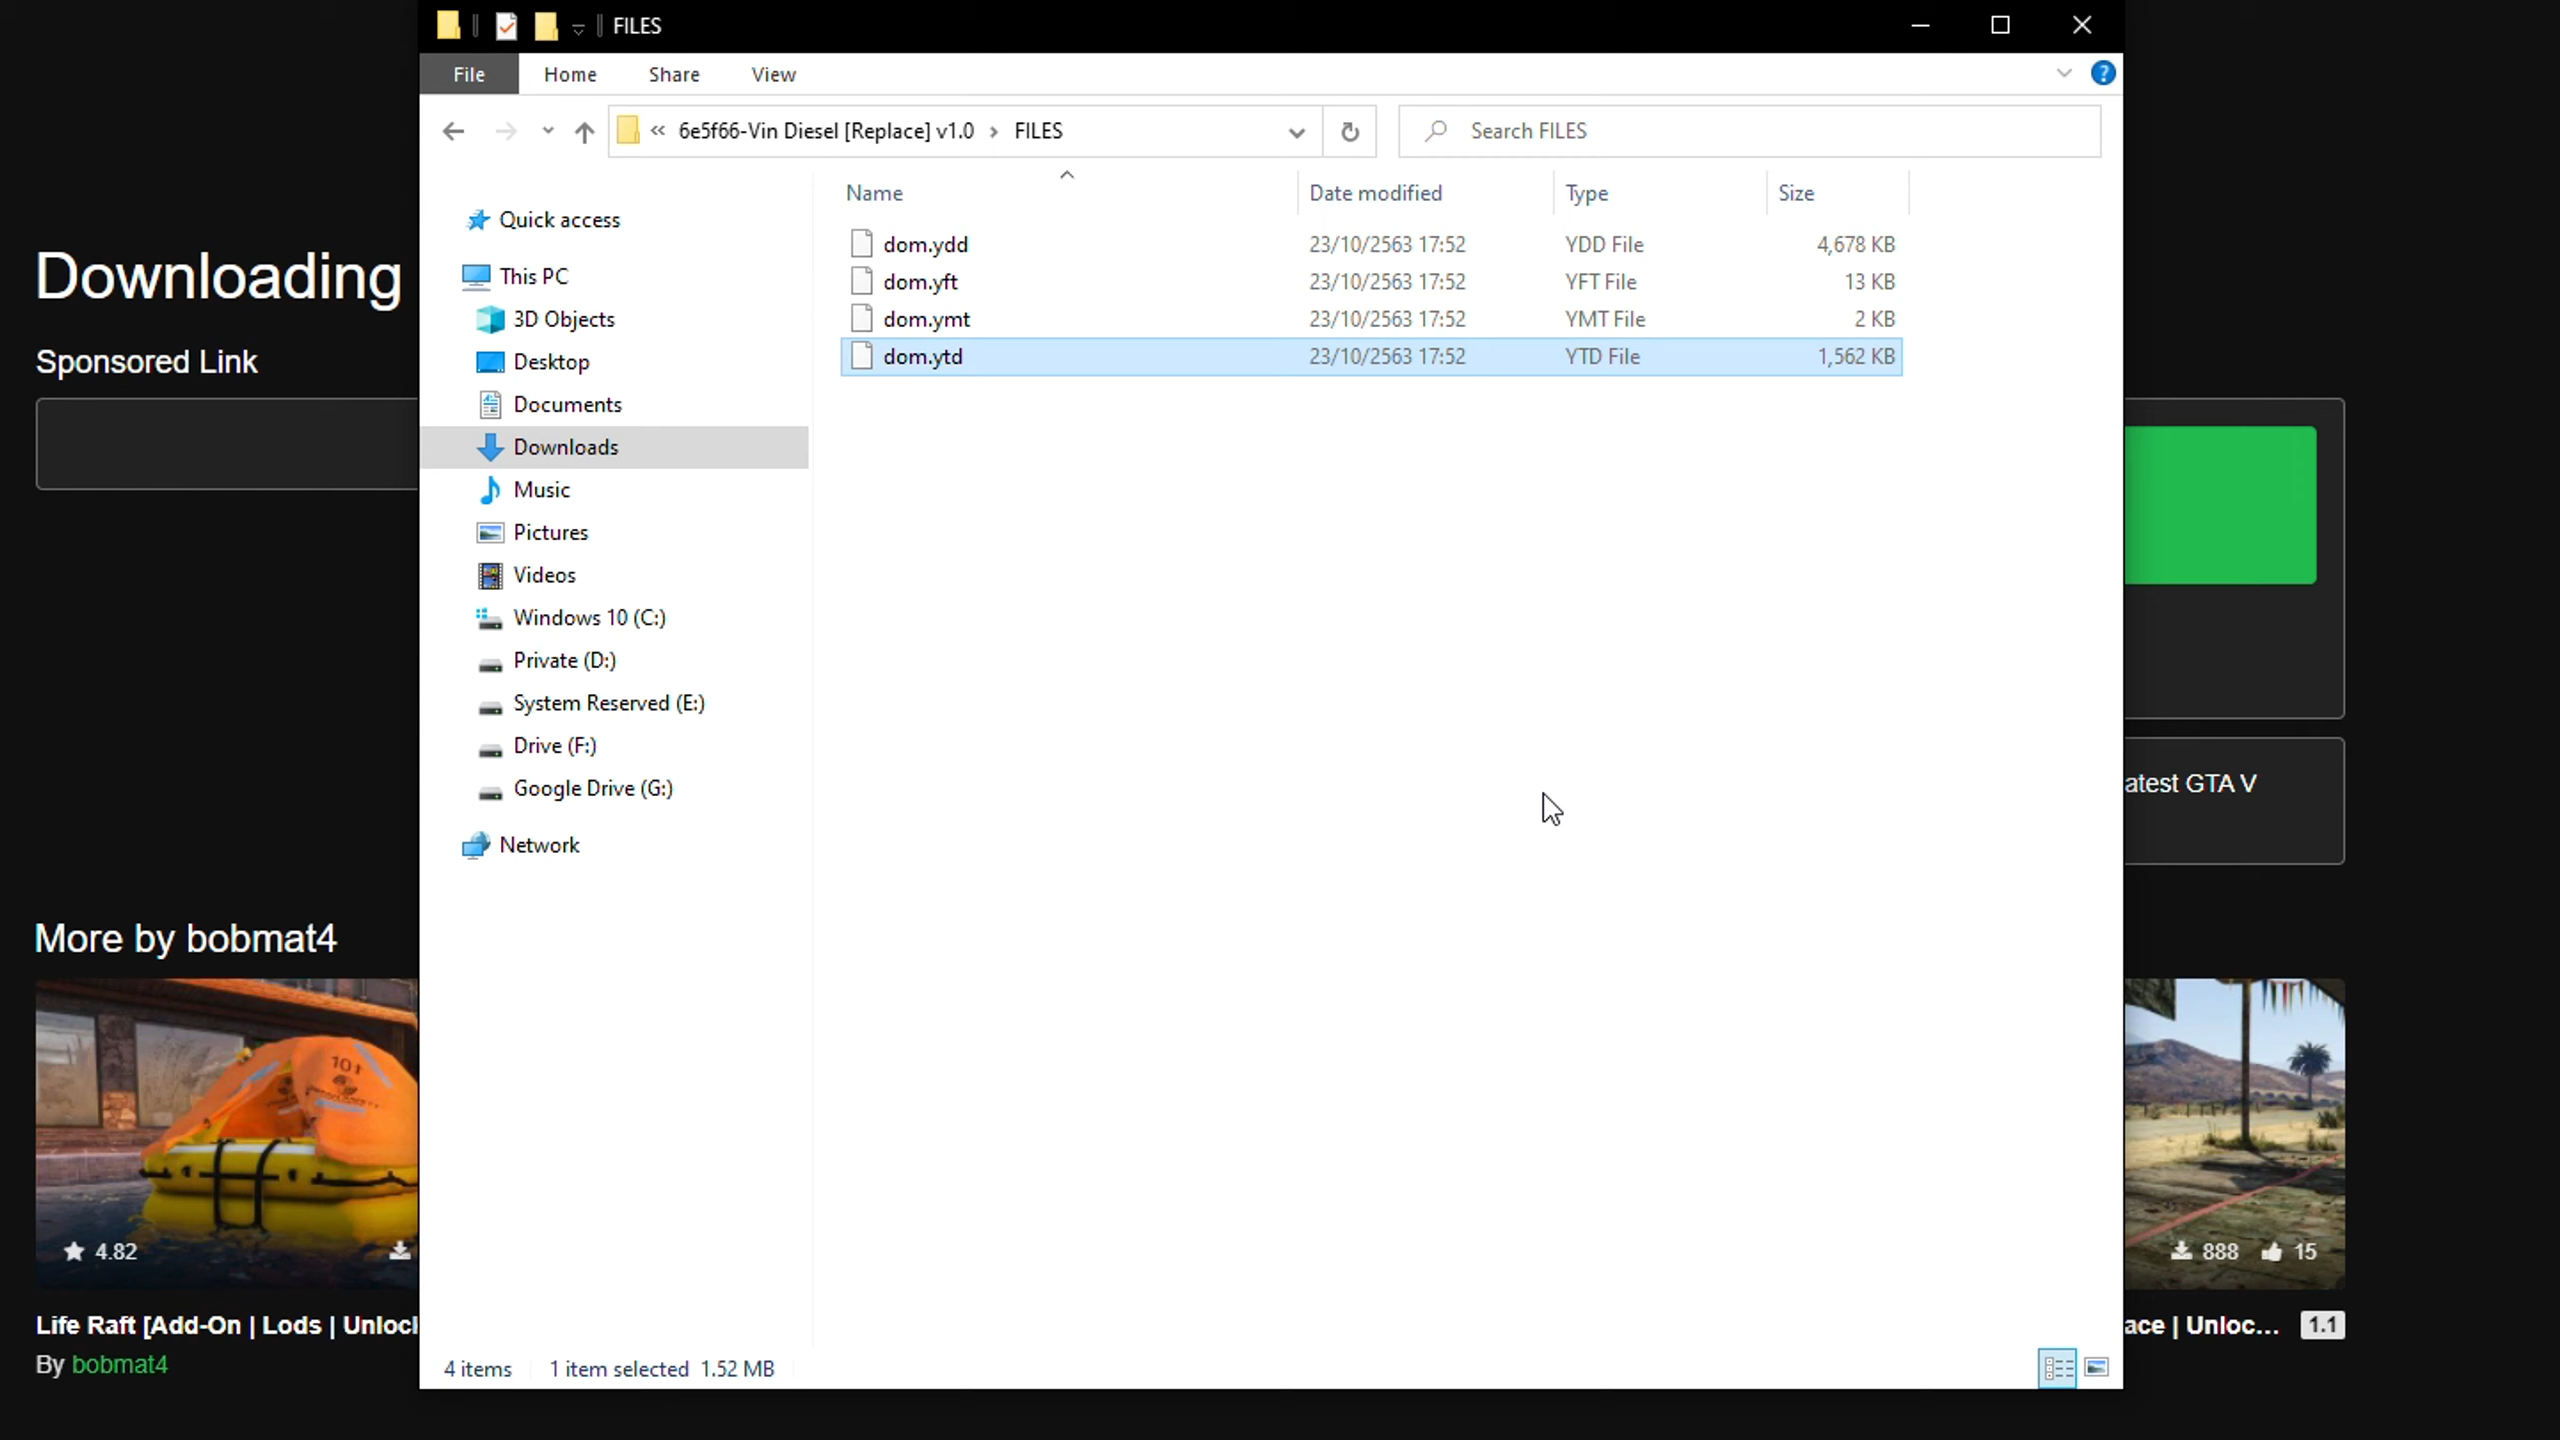 FILES
File Home Share View
?
« 6e5f66-Vin Diesel [Replace] v1.0 › FILES
Search FILES
Name Date modified Type Size
Quick access
This PC
3D Objects
Desktop
Documents
Downloads
Music
Pictures
Videos
Windows 10 (C:)
Private (D:)
System Reserved (E:)
Drive (F:)
Google Drive (G:)
Network
dom.ydd 23/10/2563 17:52 YDD File 4,678 KB
dom.yft 23/10/2563 17:52 YFT File 13 KB
dom.ymt 23/10/2563 17:52 YMT File 2 KB
dom.ytd 23/10/2563 17:52 YTD File 1,562 KB
4 items 1 item selected 1.52 MB
Downloading
Sponsored Link
atest GTA V
More by bobmat4
101
4.82
888 15
Life Raft [Add-On | Lods | Unloc
ace | Unloc... 1.1
By bobmat4